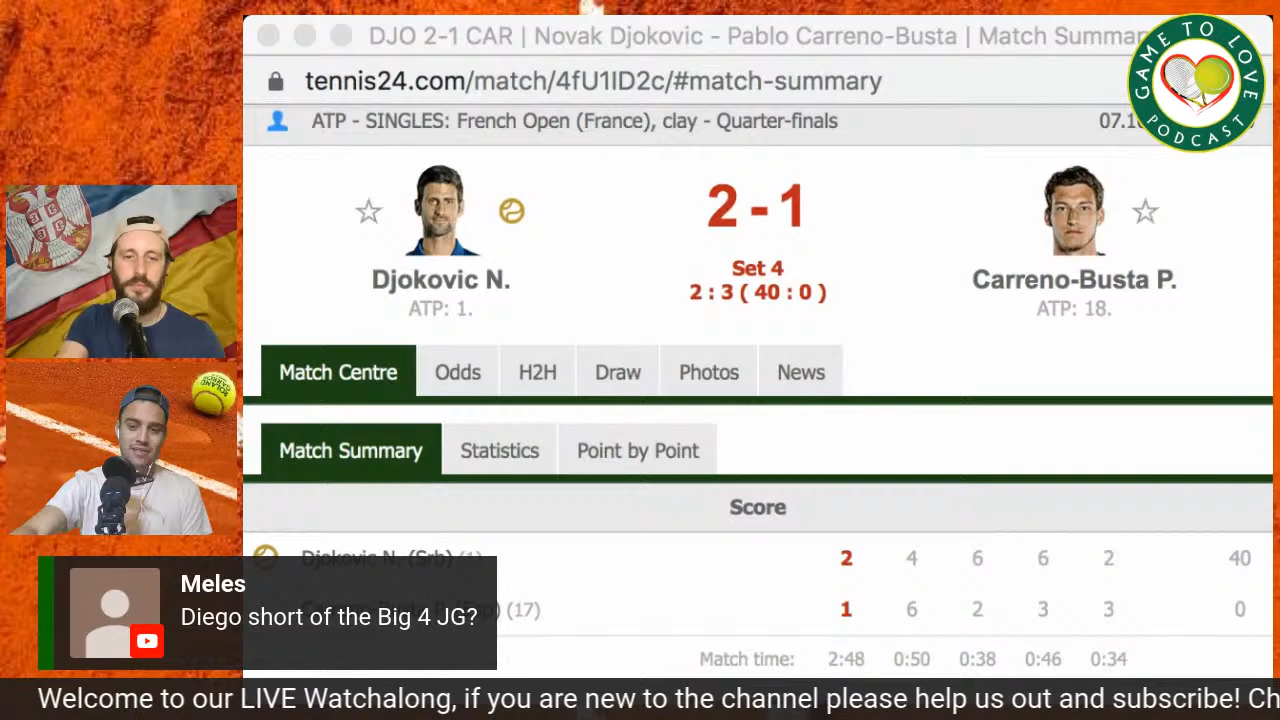 DJO 2-1 CAR | Novak Djokovic - Pablo Carreno-Busta | Match Summar
tennis24.com/match/4fU1ID2c/#match-summary
ATP - SINGLES: French Open (France), clay - Quarter-finals
GAME TO LOVE
PODCAST
2 - 1
Set 4
2 : 3 ( 40 : 0 )
Djokovic N.
ATP: 1.
Carreno-Busta P.
ATP: 18.
Match Centre Odds H2H Draw Photos News
Match Summary Statistics Point by Point
Score
Djokovic N. (Srb) (1) 2 4 6 6 2 40
(17) 1 6 2 3 3 0
Match time: 2:48 0:50 0:38 0:46 0:34
Meles
Diego short of the Big 4 JG?
Welcome to our LIVE Watchalong, if you are new to the channel please help us out and subscribe! Ch